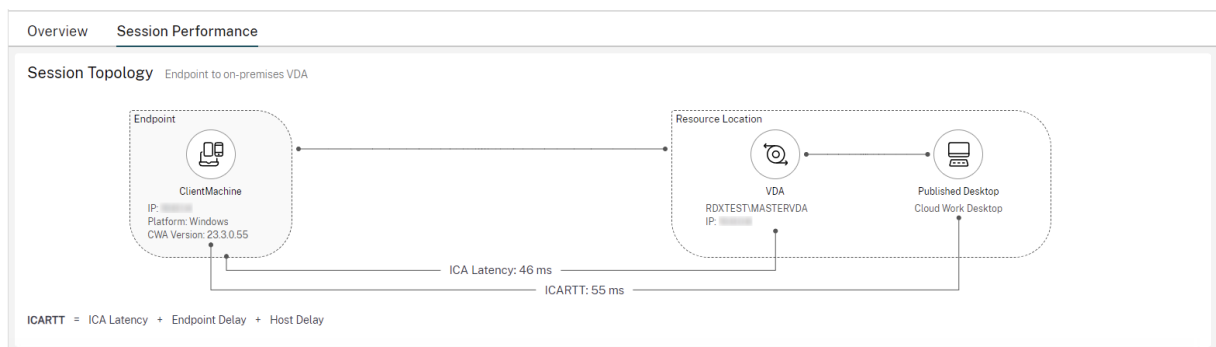 Overview Session Performance
Session Topology Endpoint to on-premises VDA
Endpoint
Resource Location
ClientMachine
IP:
Platform: Windows
CWA Version: 23.3.0.55
VDA
RDXTEST\MASTERVDA
IP:
Published Desktop
Cloud Work Desktop
ICA Latency: 46 ms
ICARTT: 55 ms
ICARTT = ICA Latency + Endpoint Delay + Host Delay